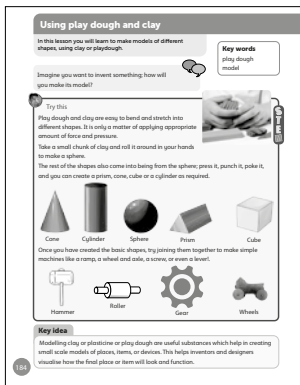 Using play dough and clay
In this lesson you will learn to make models of different
shapes, using clay or playdough.
Key words
play dough
model
Imagine you want to invent something; how will
you make its model?
Try this
Play dough and clay are easy to bend and stretch into
different shapes. It is only a matter of applying appropriate
amount of force and pressure.
Take a small chunk of clay and roll it around in your hands
to make a sphere.
The rest of the shapes also come into being from the sphere; press it, punch it, poke it,
and you can create a prism, cone, cube or a cylinder as required.
Cone Cylinder Sphere Prism Cube
Once you have created the basic shapes, try joining them together to make simple
machines like a ramp, a wheel and axle, a screw, or even a lever!
Hammer Roller Gear Wheels
Key idea
Modelling clay or plasticine or play dough are useful substances which help in creating
small scale models of places, items, or devices. This helps inventors and designers
visualise how the final place or item will look and function.
184